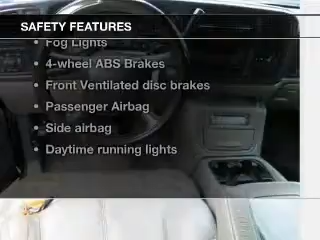 SAFETY FEATURES
• Fog Lights
• 4-wheel ABS Brakes
• Front Ventilated disc brakes
• Passenger Airbag
• Side airbag
• Daytime running lights